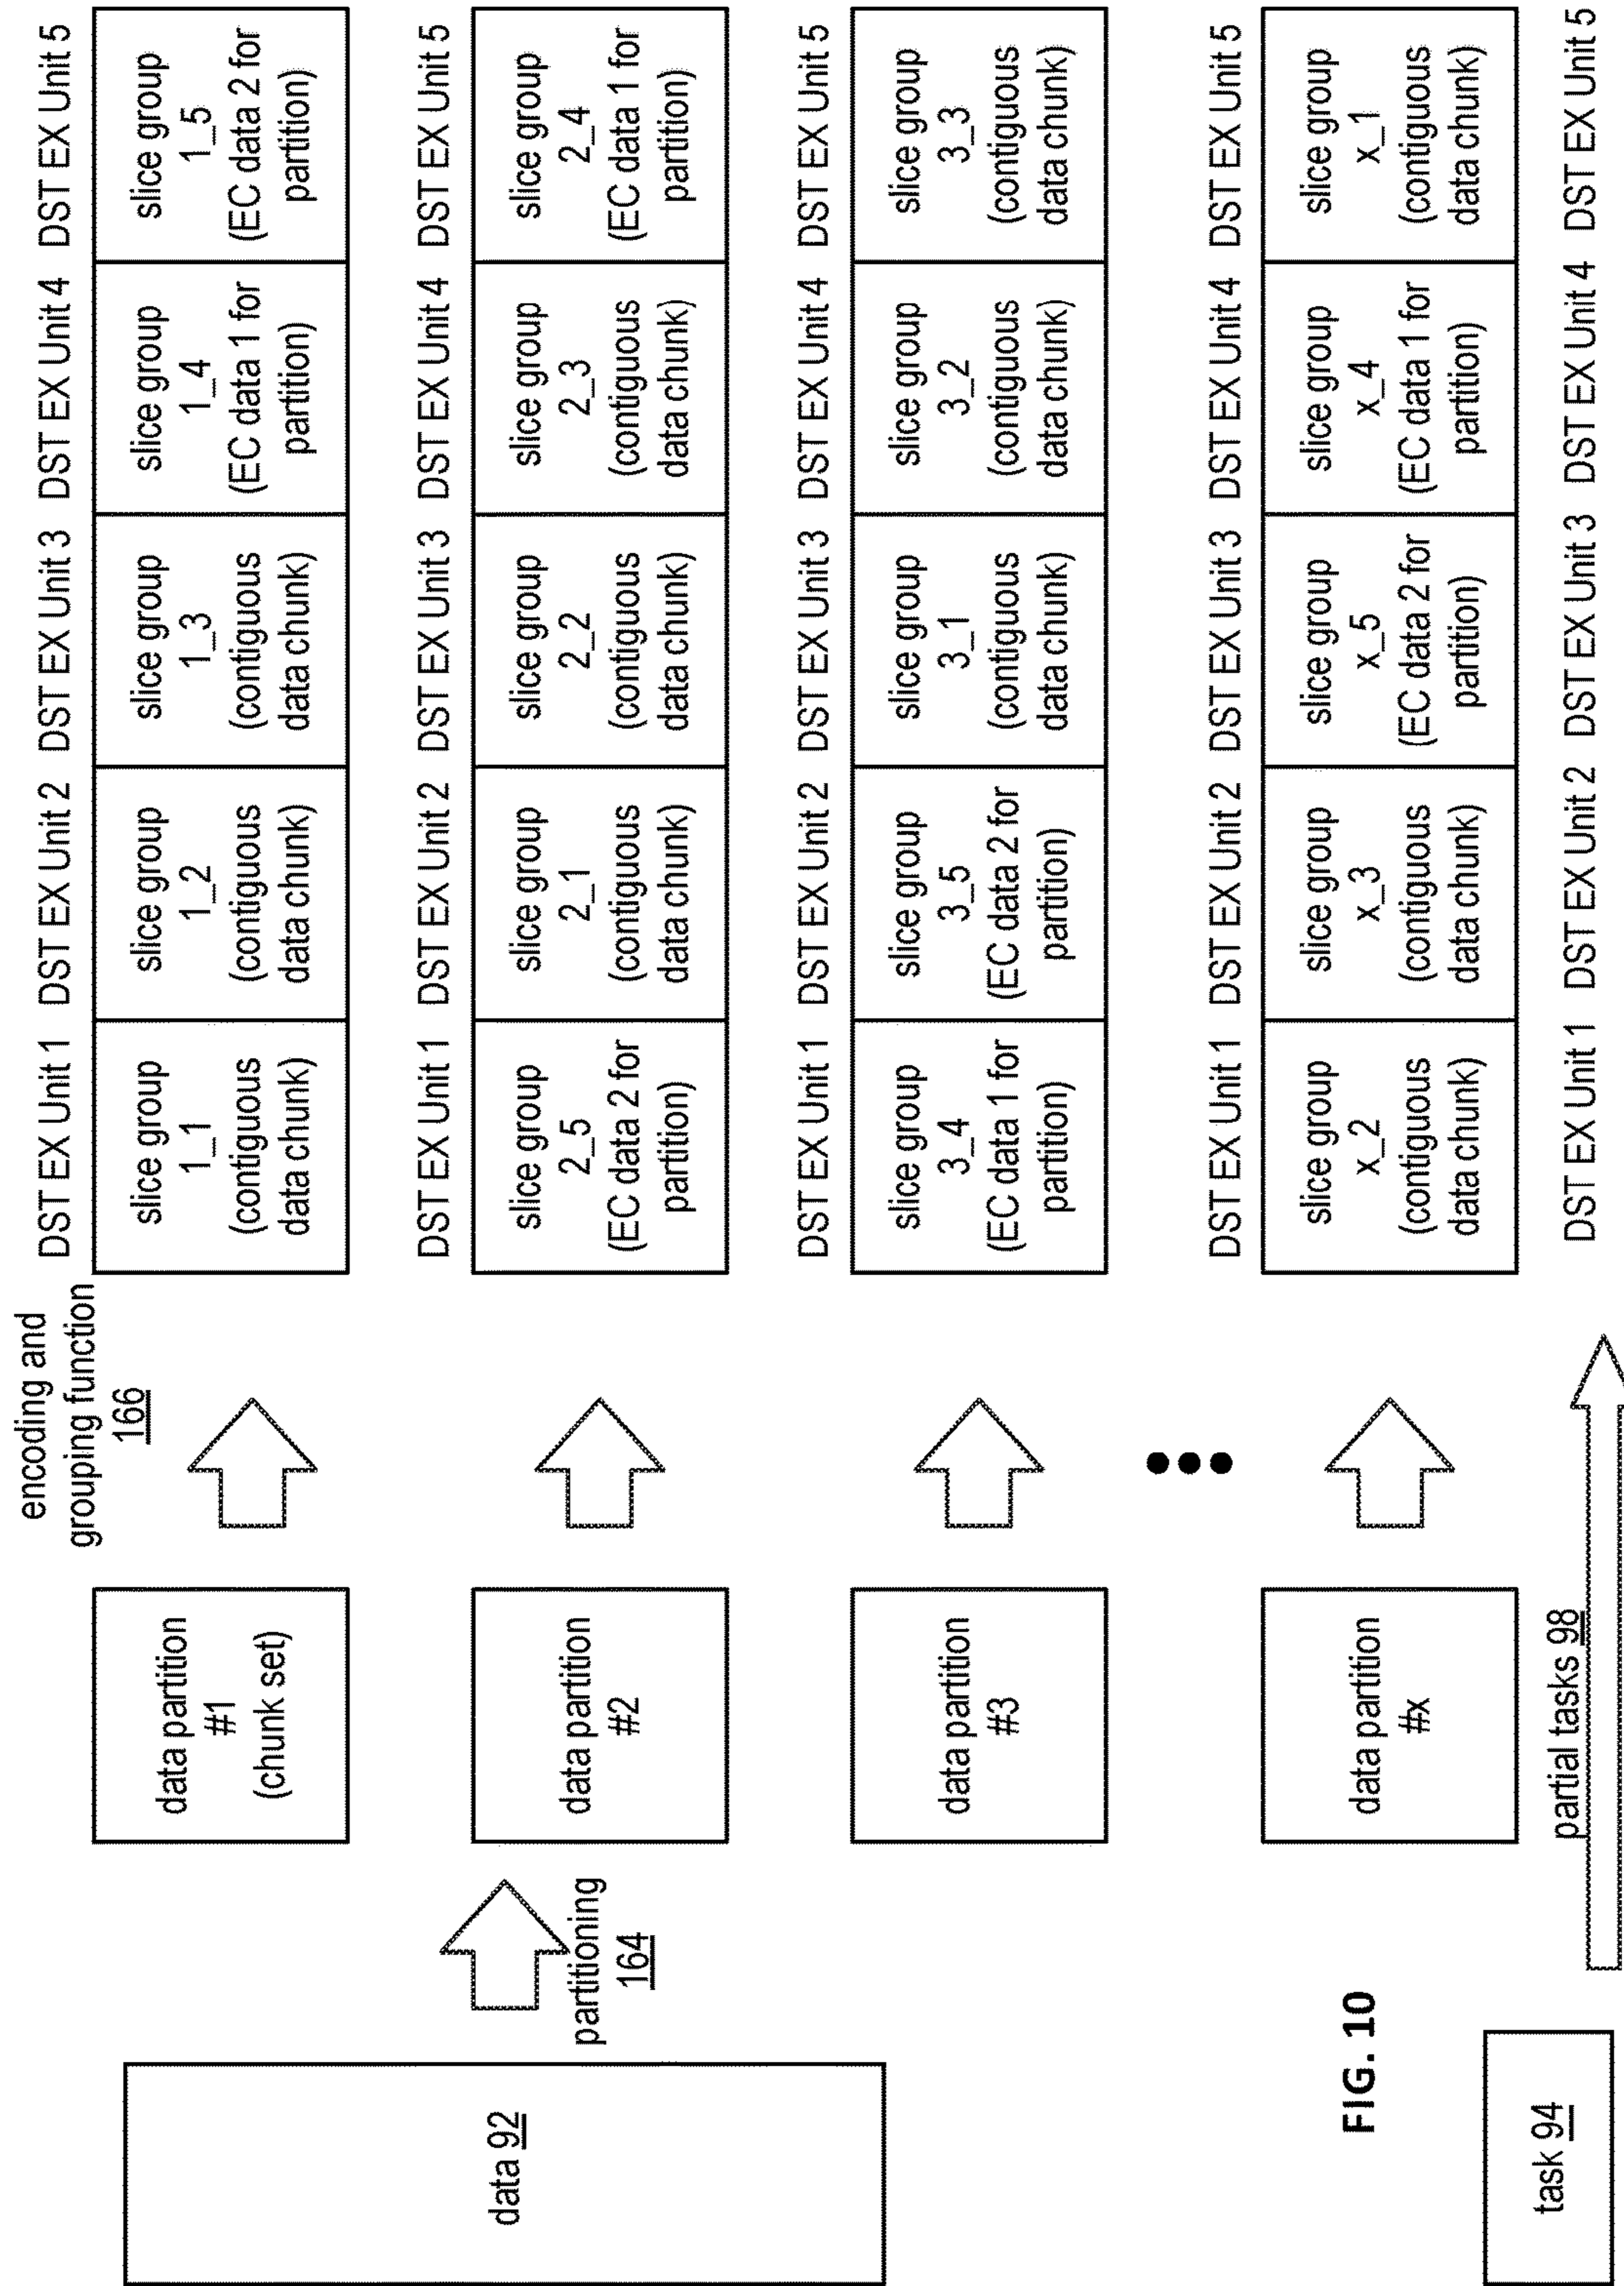 data 92
task 94
partitioning
164
data partition
#1
(chunk set)
data partition
#2
data partition
#3
data partition
#x
encoding and
grouping function
166
partial tasks 98
DST EX Unit 1
DST EX Unit 2
DST EX Unit 3
DST EX Unit 4
DST EX Unit 5
slice group
1_1
(contiguous
data chunk)
slice group
1_2
(contiguous
data chunk)
slice group
1_3
(contiguous
data chunk)
slice group
1_4
(EC data 1 for
partition)
slice group
1_5
(EC data 2 for
partition)
DST EX Unit 1
DST EX Unit 2
DST EX Unit 3
DST EX Unit 4
DST EX Unit 5
slice group
2_5
(EC data 2 for
partition)
slice group
2_1
(contiguous
data chunk)
slice group
2_2
(contiguous
data chunk)
slice group
2_3
(contiguous
data chunk)
slice group
2_4
(EC data 1 for
partition)
DST EX Unit 1
DST EX Unit 2
DST EX Unit 3
DST EX Unit 4
DST EX Unit 5
slice group
3_4
(EC data 1 for
partition)
slice group
3_5
(EC data 2 for
partition)
slice group
3_1
(contiguous
data chunk)
slice group
3_2
(contiguous
data chunk)
slice group
3_3
(contiguous
data chunk)
DST EX Unit 1
DST EX Unit 2
DST EX Unit 3
DST EX Unit 4
DST EX Unit 5
slice group
x_2
(contiguous
data chunk)
slice group
x_3
(contiguous
data chunk)
slice group
x_5
(EC data 2 for
partition)
slice group
x_4
(EC data 1 for
partition)
slice group
x_1
(contiguous
data chunk)
DST EX Unit 1
DST EX Unit 2
DST EX Unit 3
DST EX Unit 4
DST EX Unit 5
FIG. 10